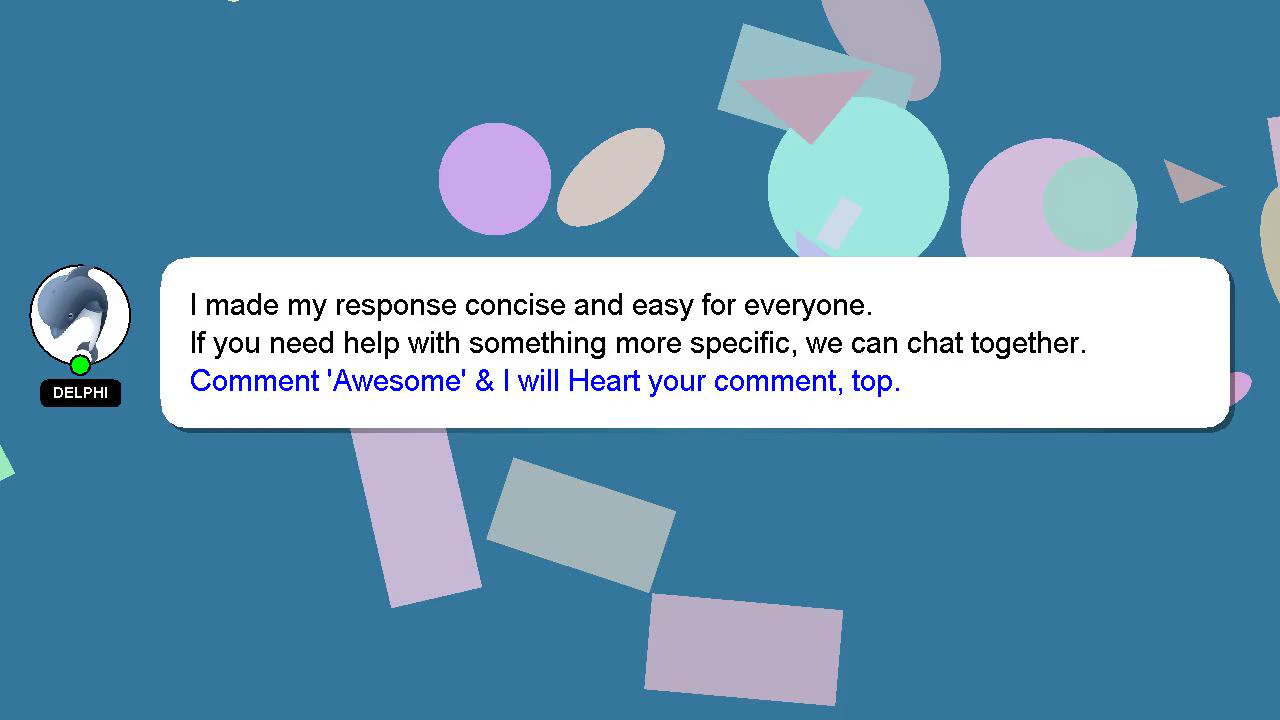 I made my response concise and easy for everyone.
If you need help with something more specific, we can chat together.
Comment 'Awesome' & I will Heart your comment, top.
DELPHI